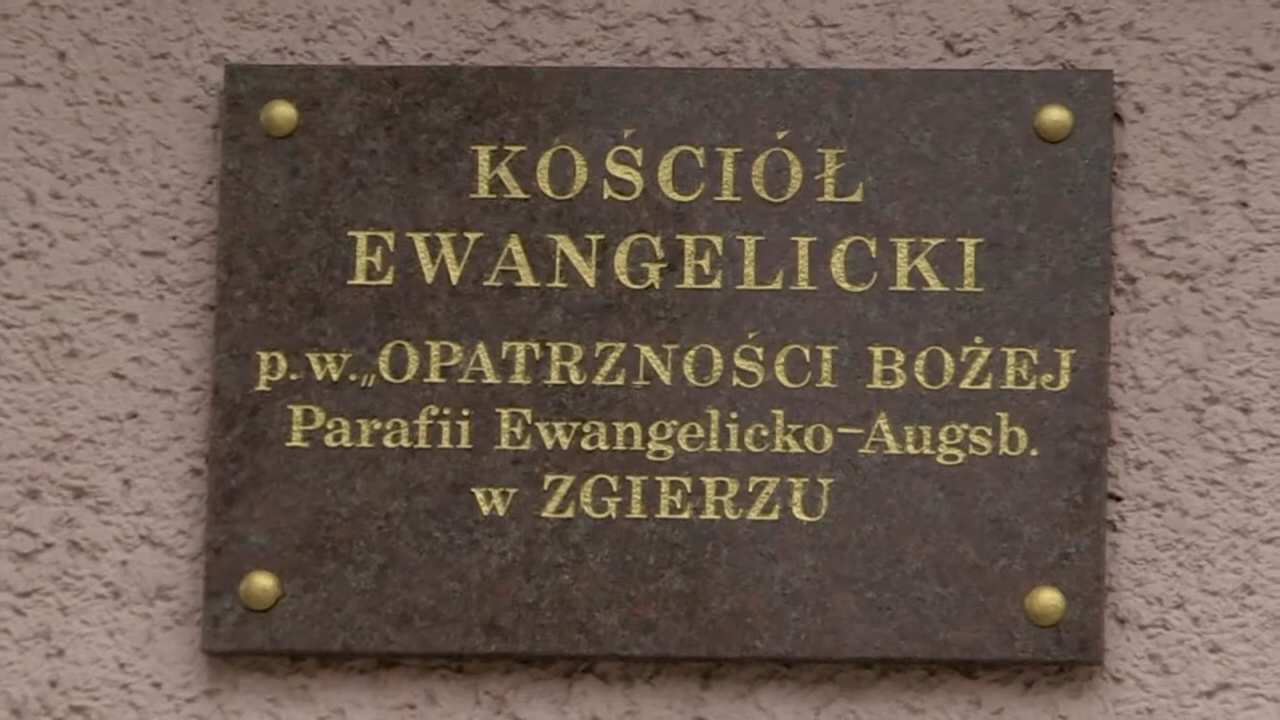 KOŚCIÓŁ
EWANGELICKI
p.w. „OPATRZNOŚCI BOŻEJ
Parafii Ewangelicko-Augsb.
w ZGIERZU